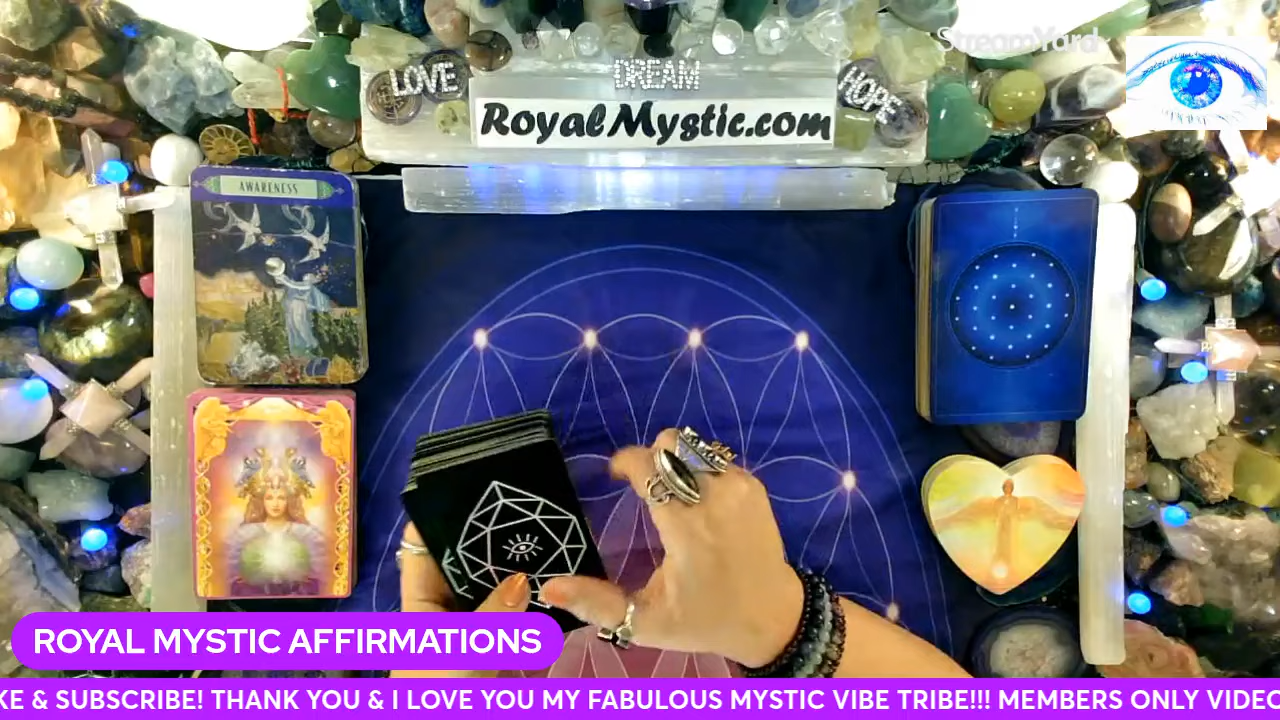 StreamYard
LOVE
DREAM
HOPE
RoyalMystic.com
AWARENESS
ROYAL MYSTIC AFFIRMATIONS
KE & SUBSCRIBE! THANK YOU & I LOVE YOU MY FABULOUS MYSTIC VIBE TRIBE!!! MEMBERS ONLY VIDEO